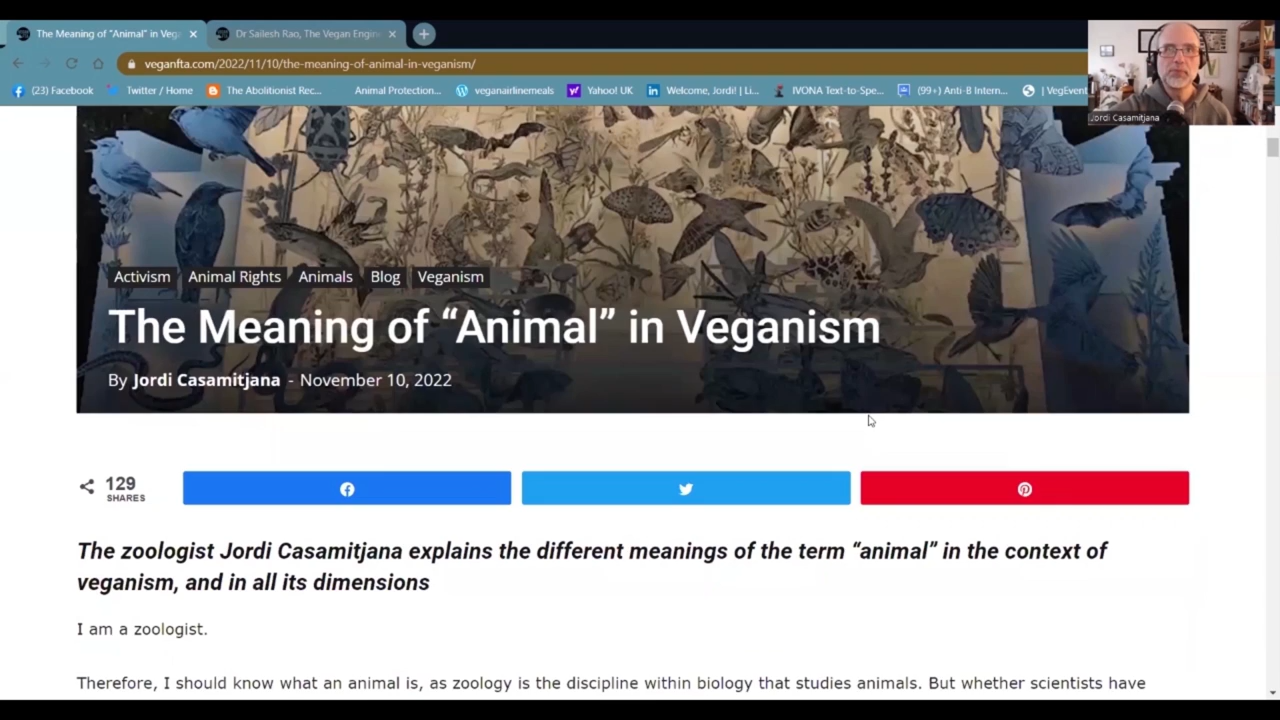 The Meaning of “Animal” in Veg
Dr Sailesh Rao, The Vegan Engin
veganfta.com/2022/11/10/the-meaning-of-animal-in-veganism/
(23) Facebook
Twitter / Home
The Abolitionist Rec...
Animal Protection...
veganairlinemeals
Yahoo! UK
Welcome, Jordi! | Li...
IVONA Text-to-Spe...
(99+) Anti-B Intern...
| VegEvent
Jordi Casamitjana
Activism
Animal Rights
Animals
Blog
Veganism
The Meaning of “Animal” in Veganism
By Jordi Casamitjana - November 10, 2022
129
SHARES
The zoologist Jordi Casamitjana explains the different meanings of the term “animal” in the context of
veganism, and in all its dimensions
I am a zoologist.
Therefore, I should know what an animal is, as zoology is the discipline within biology that studies animals. But whether scientists have